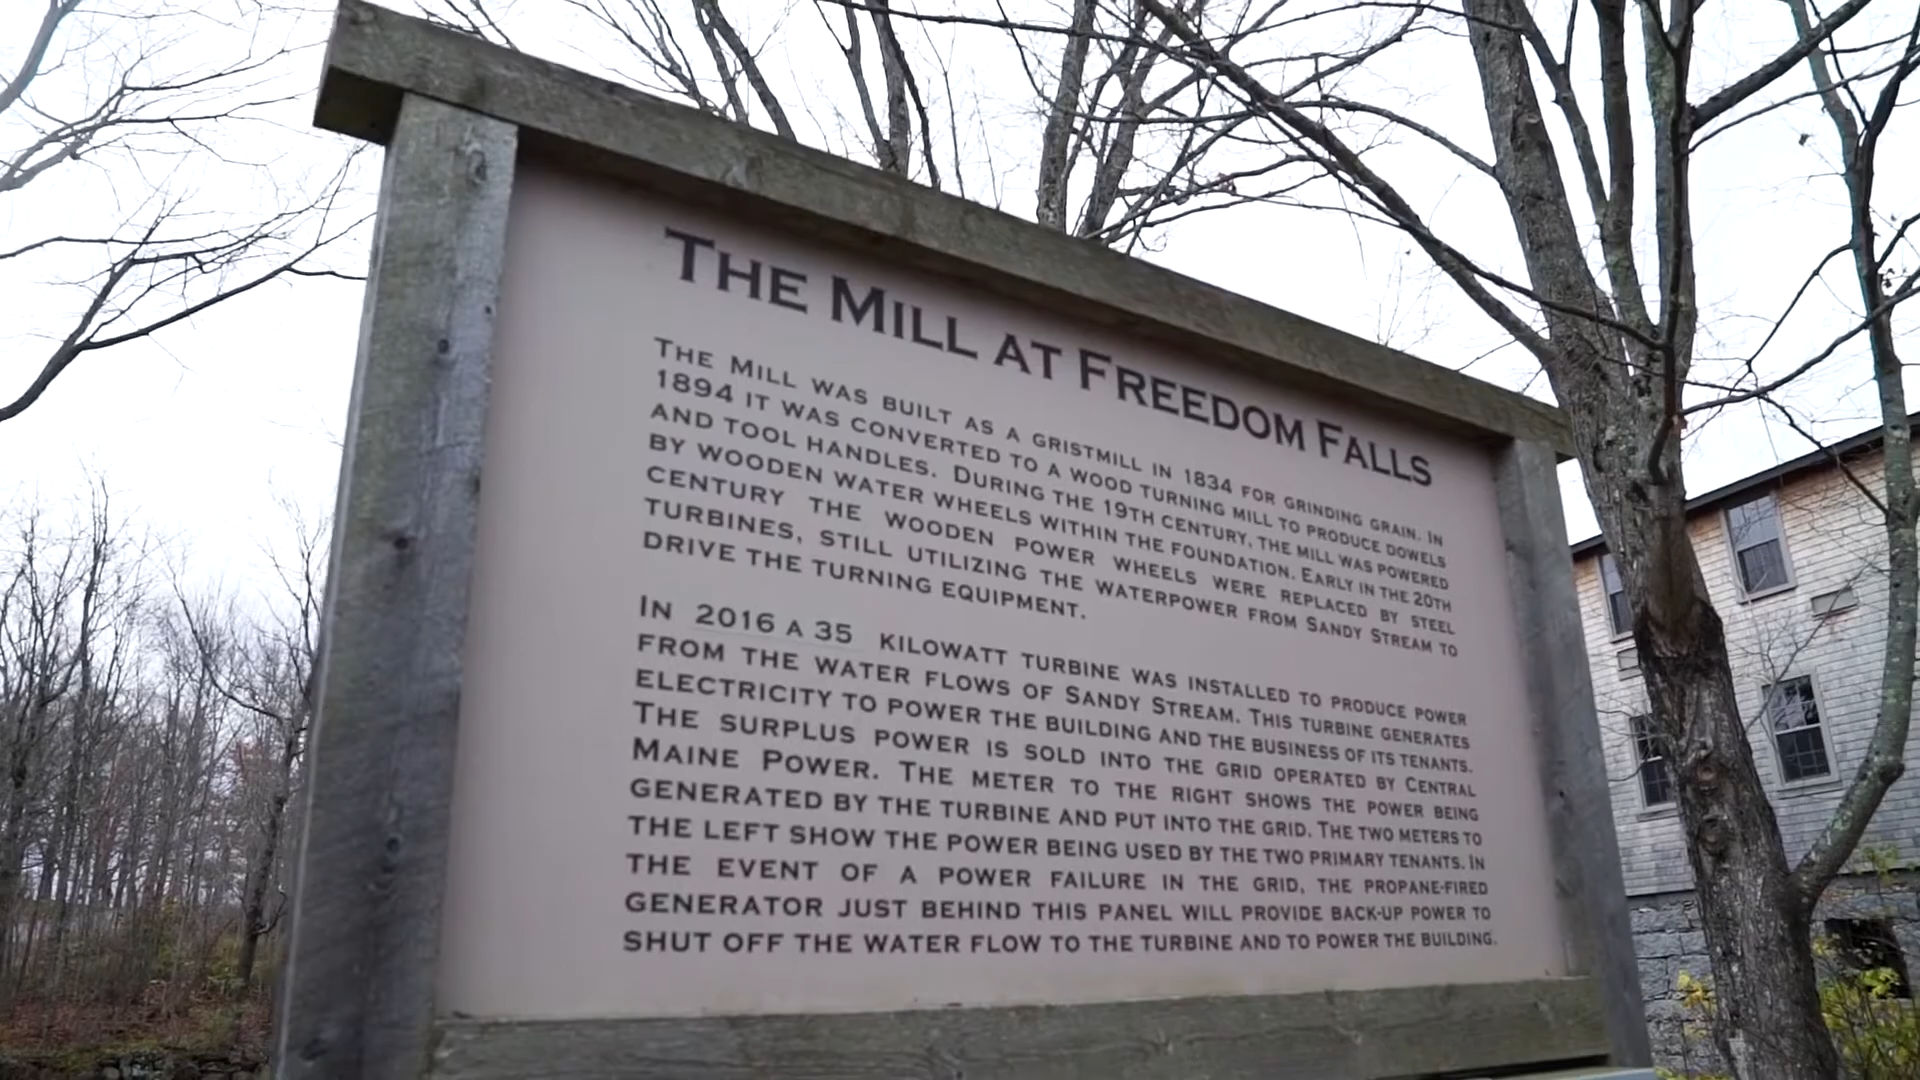 THE MILL AT FREEDOM FALLS
THE MILL WAS BUILT AS A GRISTMILL IN 1834 FOR GRINDING GRAIN. IN
1894 IT WAS CONVERTED TO A WOOD TURNING MILL TO PRODUCE DOWELS
AND TOOL HANDLES. DURING THE 19TH CENTURY, THE MILL WAS POWERED
BY WOODEN WATER WHEELS WITHIN THE FOUNDATION. EARLY IN THE 20TH
CENTURY THE WOODEN POWER WHEELS WERE REPLACED BY STEEL
TURBINES, STILL UTILIZING THE WATERPOWER FROM SANDY STREAM TO
DRIVE THE TURNING EQUIPMENT.
IN 2016 A 35 KILOWATT TURBINE WAS INSTALLED TO PRODUCE POWER
FROM THE WATER FLOWS OF SANDY STREAM. THIS TURBINE GENERATES
ELECTRICITY TO POWER THE BUILDING AND THE BUSINESS OF ITS TENANTS.
THE SURPLUS POWER IS SOLD INTO THE GRID OPERATED BY CENTRAL
MAINE POWER. THE METER TO THE RIGHT SHOWS THE POWER BEING
GENERATED BY THE TURBINE AND PUT INTO THE GRID. THE TWO METERS TO
THE LEFT SHOW THE POWER BEING USED BY THE TWO PRIMARY TENANTS. IN
THE EVENT OF A POWER FAILURE IN THE GRID, THE PROPANE-FIRED
GENERATOR JUST BEHIND THIS PANEL WILL PROVIDE BACK-UP POWER TO
SHUT OFF THE WATER FLOW TO THE TURBINE AND TO POWER THE BUILDING.